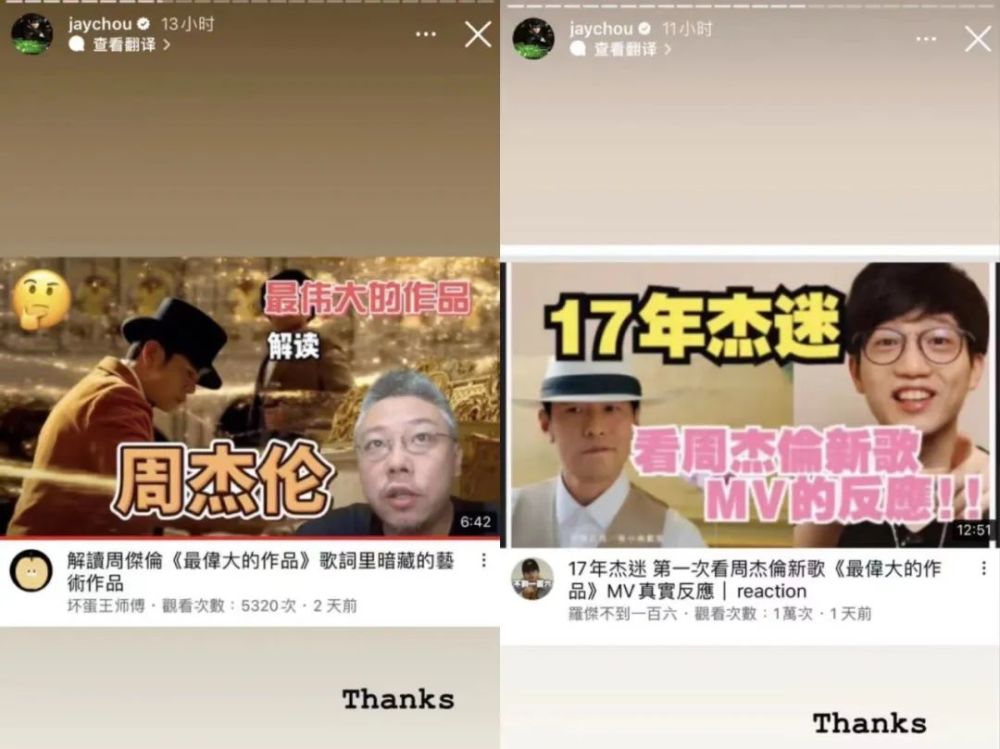 jaychou 13小时
查看翻译
最伟大的作品
解读
周杰伦
6:42
解讀周傑倫《最偉大的作品》歌詞里暗藏的藝
術作品
坏蛋王师傅・觀看次數：5320次・2天前
Thanks
jaychou 11小时
查看翻译
17年杰迷
看周杰倫新歌
MV的反應!!
12:51
17年杰迷 第一次看周杰倫新歌《最偉大的作
品》MV真實反應｜reaction
羅傑不到一百六・觀看次數：1萬次・1天前
Thanks